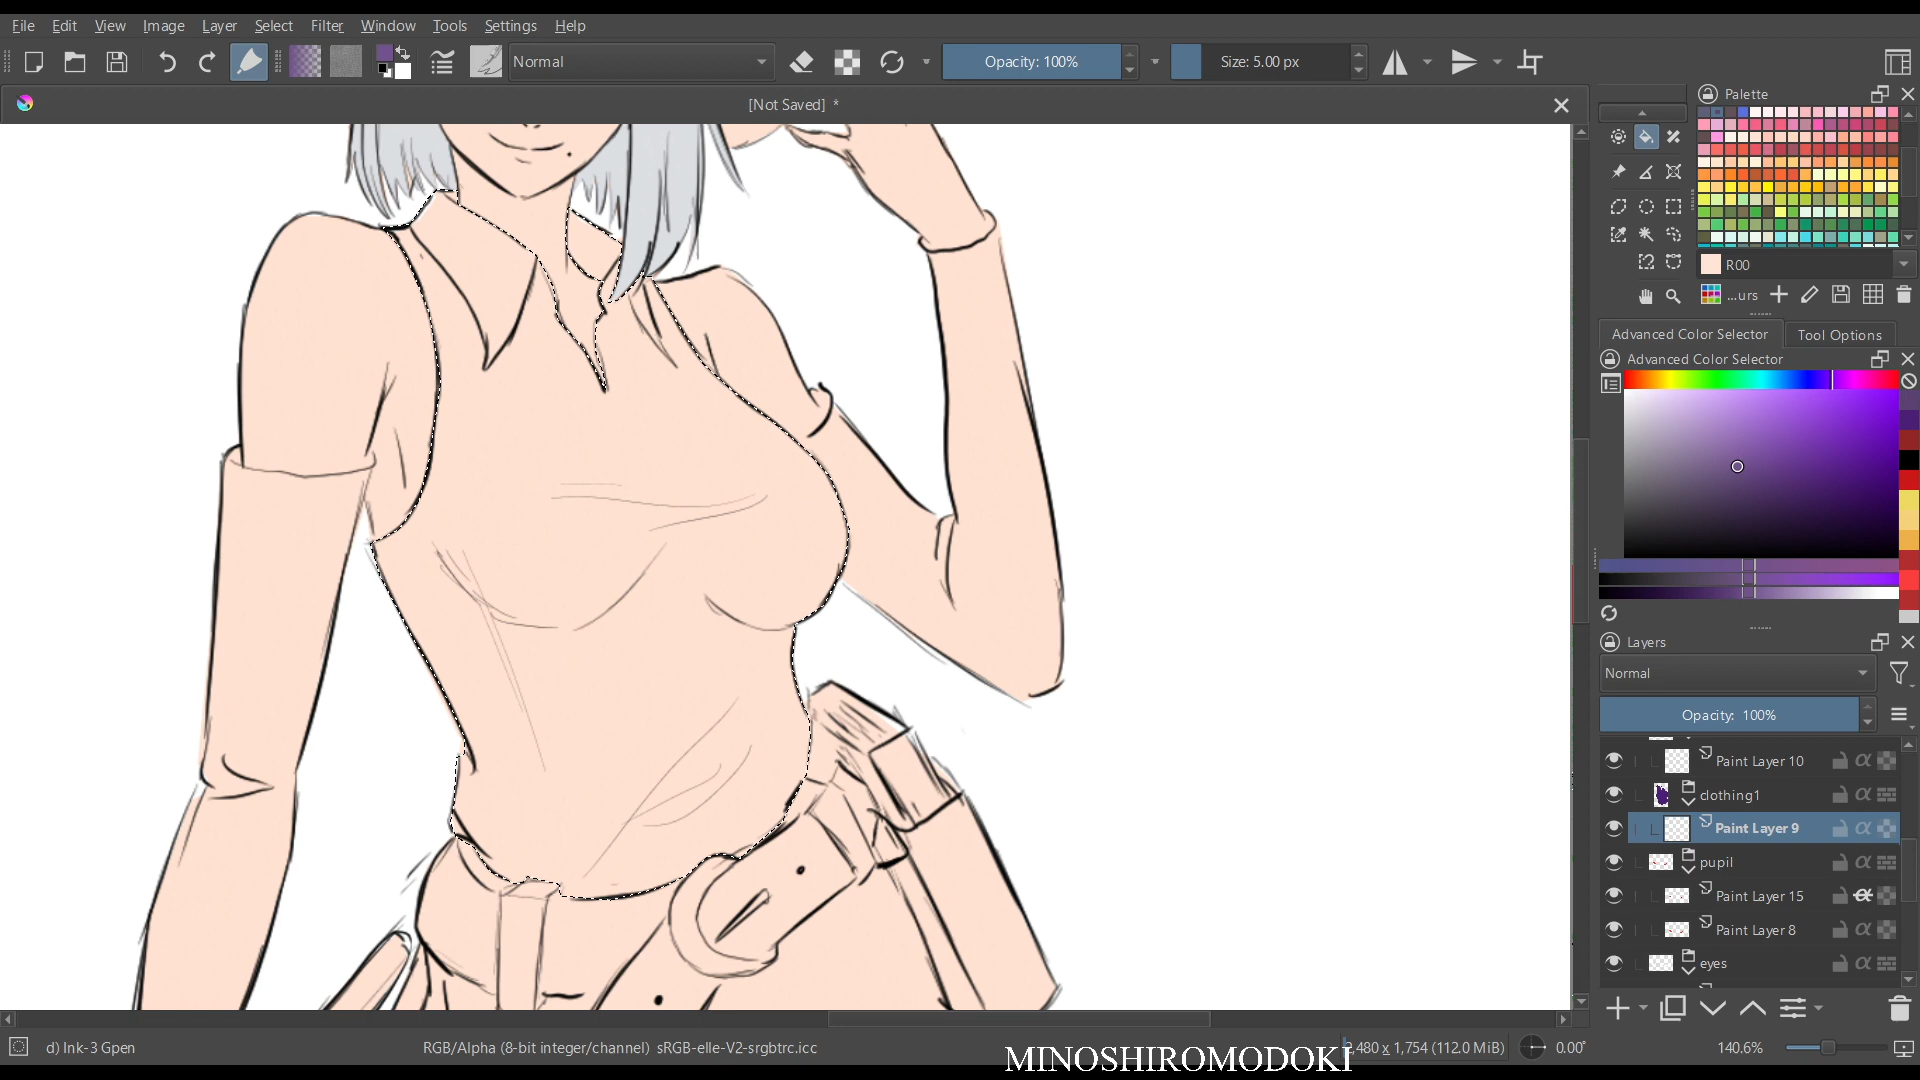 File Edit View Image Layer Select Filter Window Tools Settings Help
Normal
Opacity: 100%
Size: 5.00 px
[Not Saved] *
Palette
R00
...urs
Advanced Color Selector
Tool Options
Advanced Color Selector
Layers
Normal
Opacity: 100%
Paint Layer 10
clothing1
Paint Layer 9
pupil
Paint Layer 15
Paint Layer 8
eyes
d) Ink-3 Gpen
RGB/Alpha (8-bit integer/channel) sRGB-elle-V2-srgbtrc.icc
MINOSHIROMODOKI
,480 x 1,754 (112.0 MiB)
0.00°
140.6%